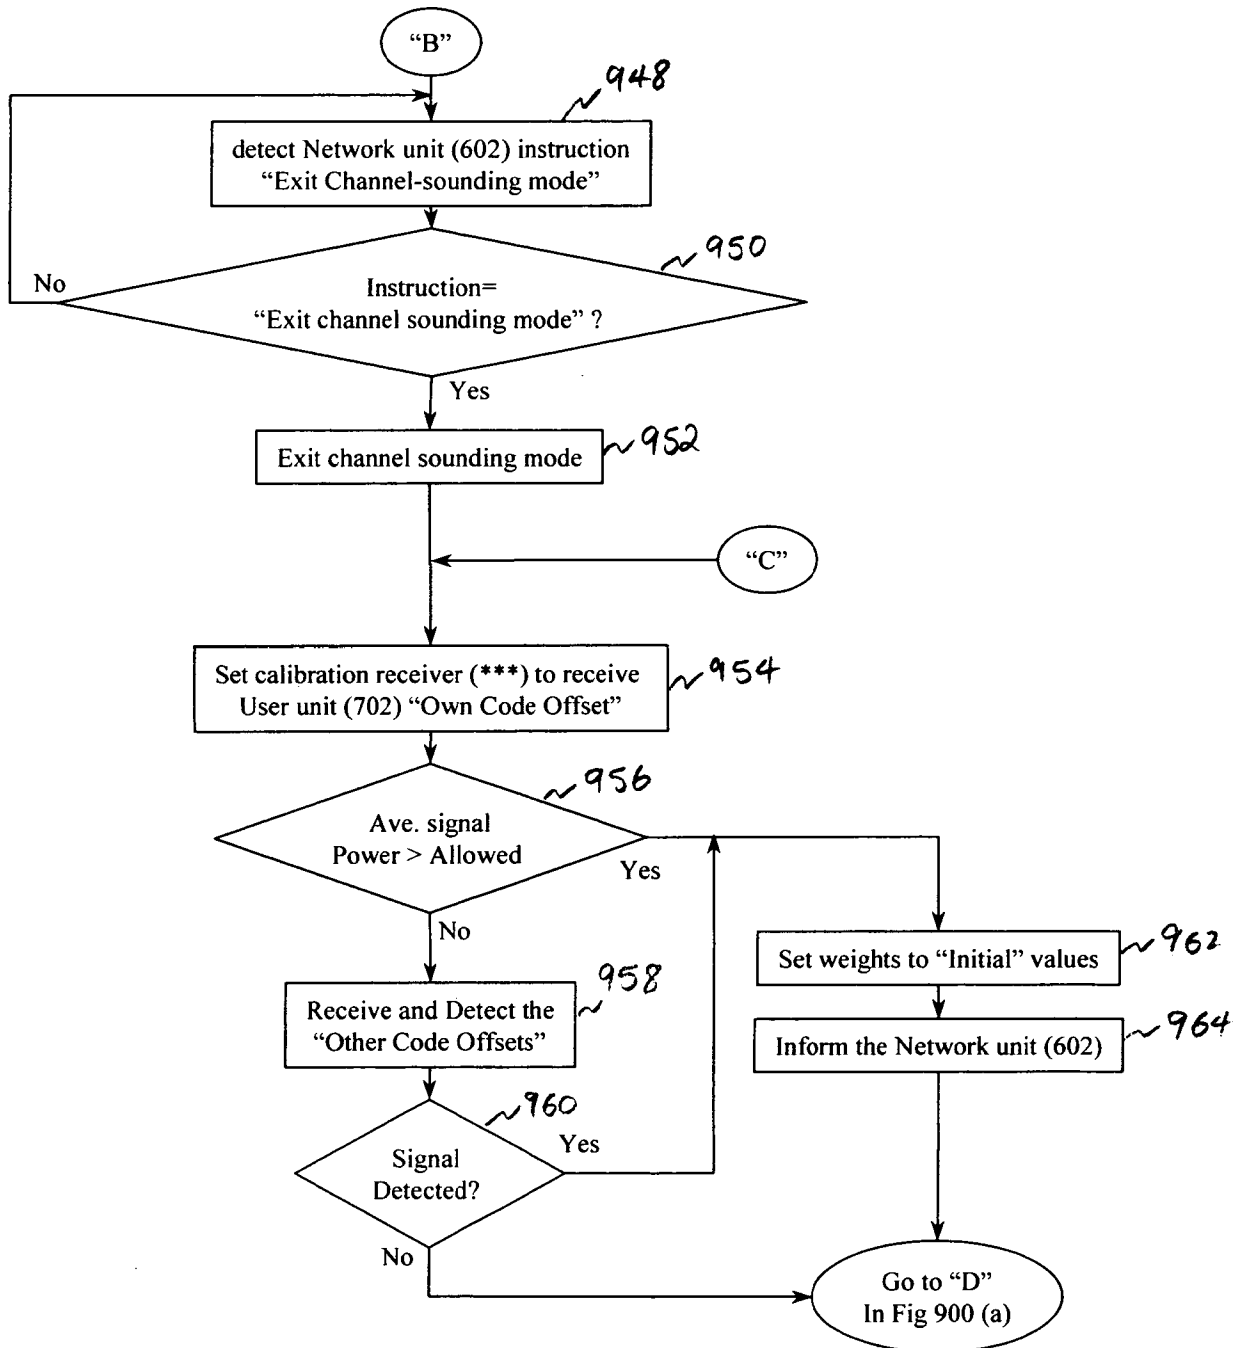 “B”
948
detect Network unit (602) instruction
“Exit Channel-sounding mode”
950
No
Instruction=
“Exit channel sounding mode” ?
Yes
Exit channel sounding mode
952
“C”
Set calibration receiver (***) to receive
User unit (702) “Own Code Offset”
954
956
Ave. signal
Power > Allowed
Yes
No
Set weights to “Initial” values
962
958
Receive and Detect the
“Other Code Offsets”
Inform the Network unit (602)
964
960
Yes
Signal
Detected?
No
Go to “D”
In Fig 900 (a)